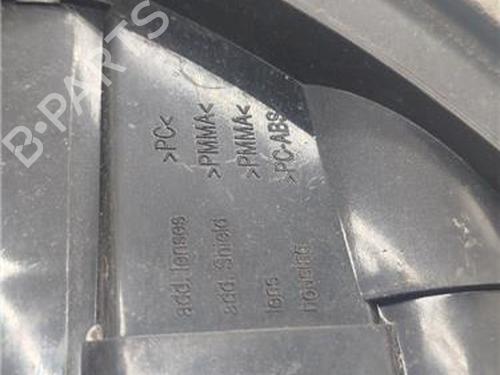 add. lenses >PC<
add. Shield >PMMA<
lens >PMMA<
housing >PC-ABS
B-PARTS